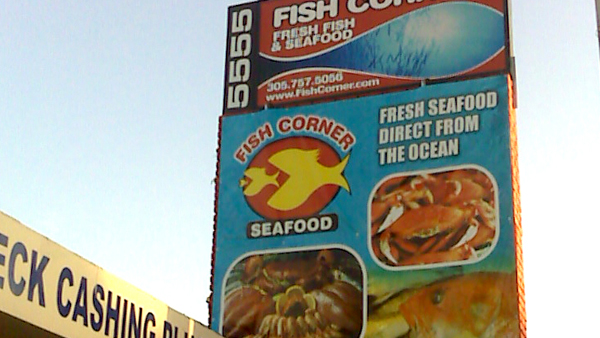 5555
FISH COR
FRESH FISH
& SEAFOOD
305.757.5056
www.FishCorner.com
FISH CORNER
SEAFOOD
FRESH SEAFOOD
DIRECT FROM
THE OCEAN
ECK CASHING